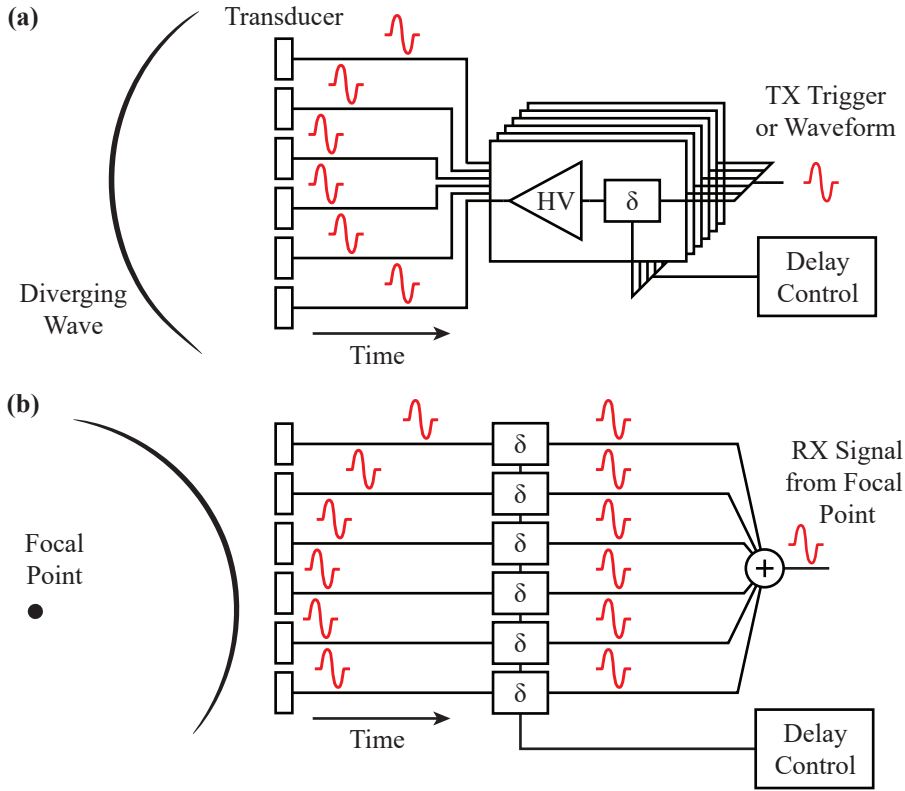 (a)
Transducer
TX Trigger
or Waveform
HV
δ
Delay
Control
Diverging
Wave
Time
(b)
δ
δ
δ
δ
δ
δ
RX Signal
from Focal
Point
Focal
Point
+
Time
Delay
Control